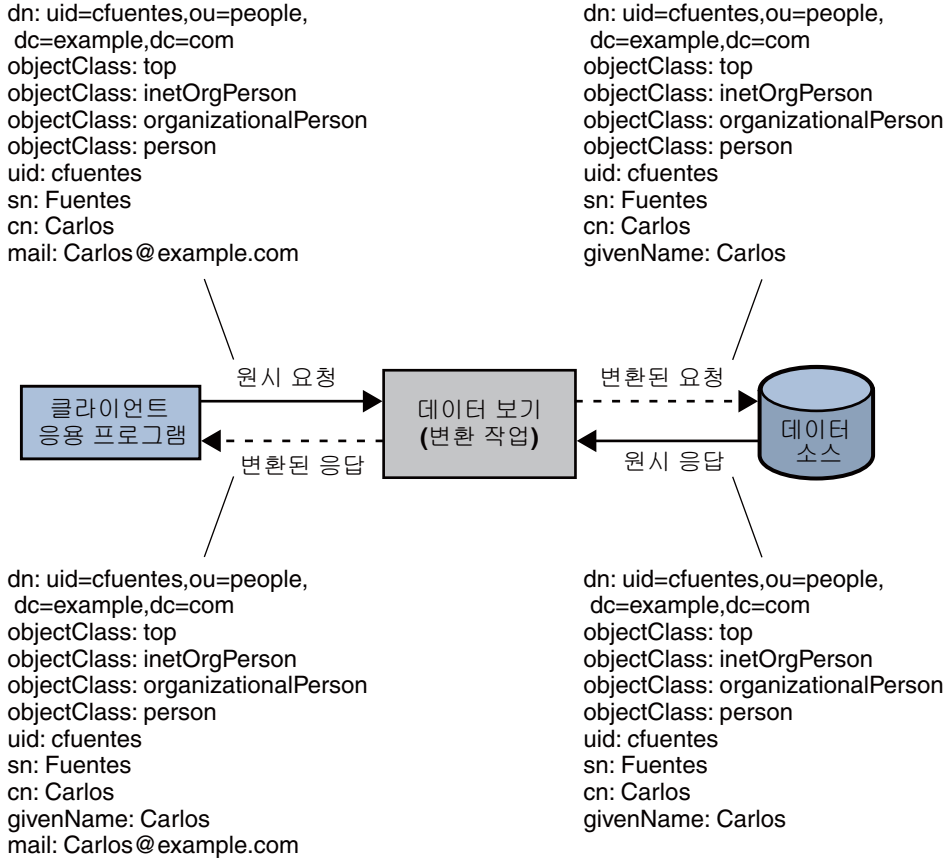 dn: uid=cfuentes,ou=people,
dc=example,dc=com
objectClass: top
objectClass: inetOrgPerson
objectClass: organizationalPerson
objectClass: person
uid: cfuentes
sn: Fuentes
cn: Carlos
mail: Carlos@example.com
dn: uid=cfuentes,ou=people,
dc=example,dc=com
objectClass: top
objectClass: inetOrgPerson
objectClass: organizationalPerson
objectClass: person
uid: cfuentes
sn: Fuentes
cn: Carlos
givenName: Carlos
원시 요청
변환된 요청
클라이언트
응용 프로그램
데이터 보기
(변환 작업)
데이터
소스
변환된 응답
원시 응답
dn: uid=cfuentes,ou=people,
dc=example,dc=com
objectClass: top
objectClass: inetOrgPerson
objectClass: organizationalPerson
objectClass: person
uid: cfuentes
sn: Fuentes
cn: Carlos
givenName: Carlos
mail: Carlos@example.com
dn: uid=cfuentes,ou=people,
dc=example,dc=com
objectClass: top
objectClass: inetOrgPerson
objectClass: organizationalPerson
objectClass: person
uid: cfuentes
sn: Fuentes
cn: Carlos
givenName: Carlos